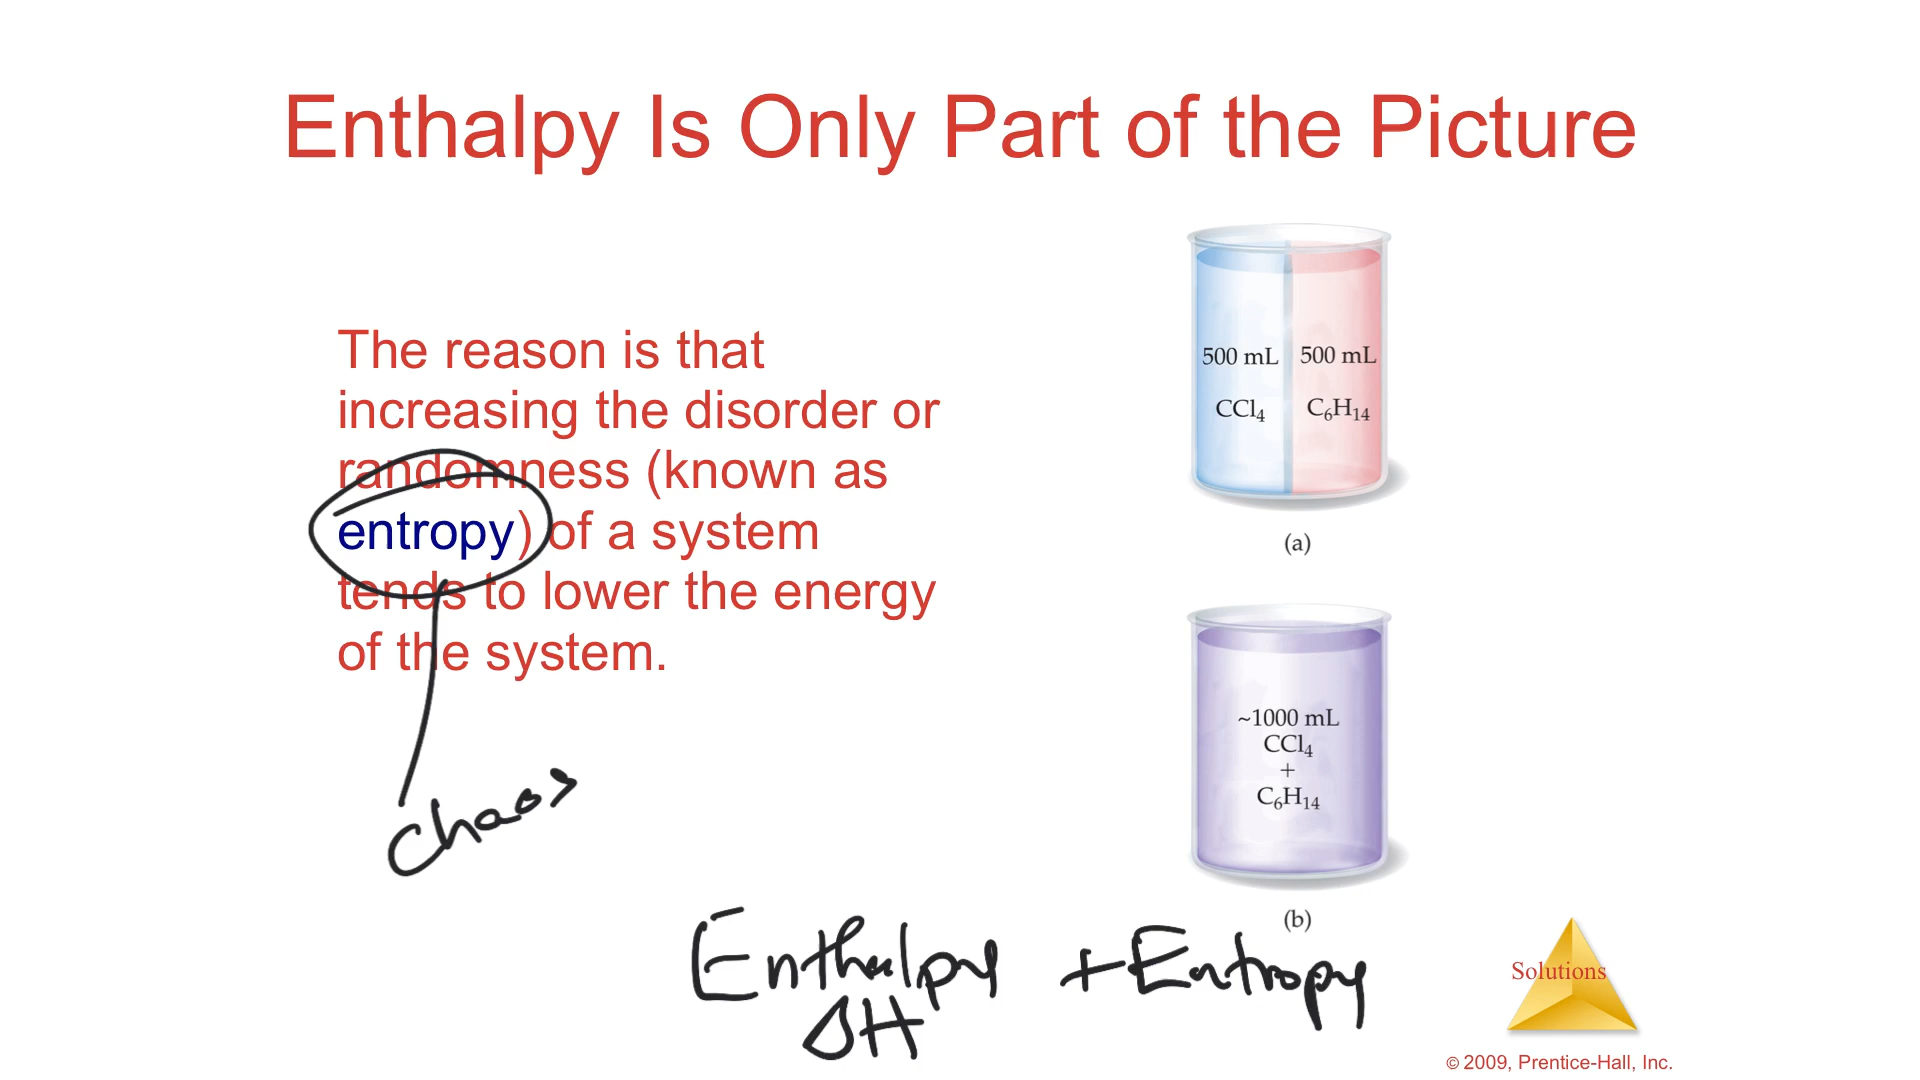 Enthalpy Is Only Part of the Picture
The reason is that
increasing the disorder or
randomness (known as
entropy) of a system
tends to lower the energy
of the system.
chaos
500 mL 500 mL
CCl₄ C₆H₁₄
(a)
~1000 mL
CCl₄
+
C₆H₁₄
(b)
Enthalpy + Entropy
ΔH
Solutions
© 2009, Prentice-Hall, Inc.